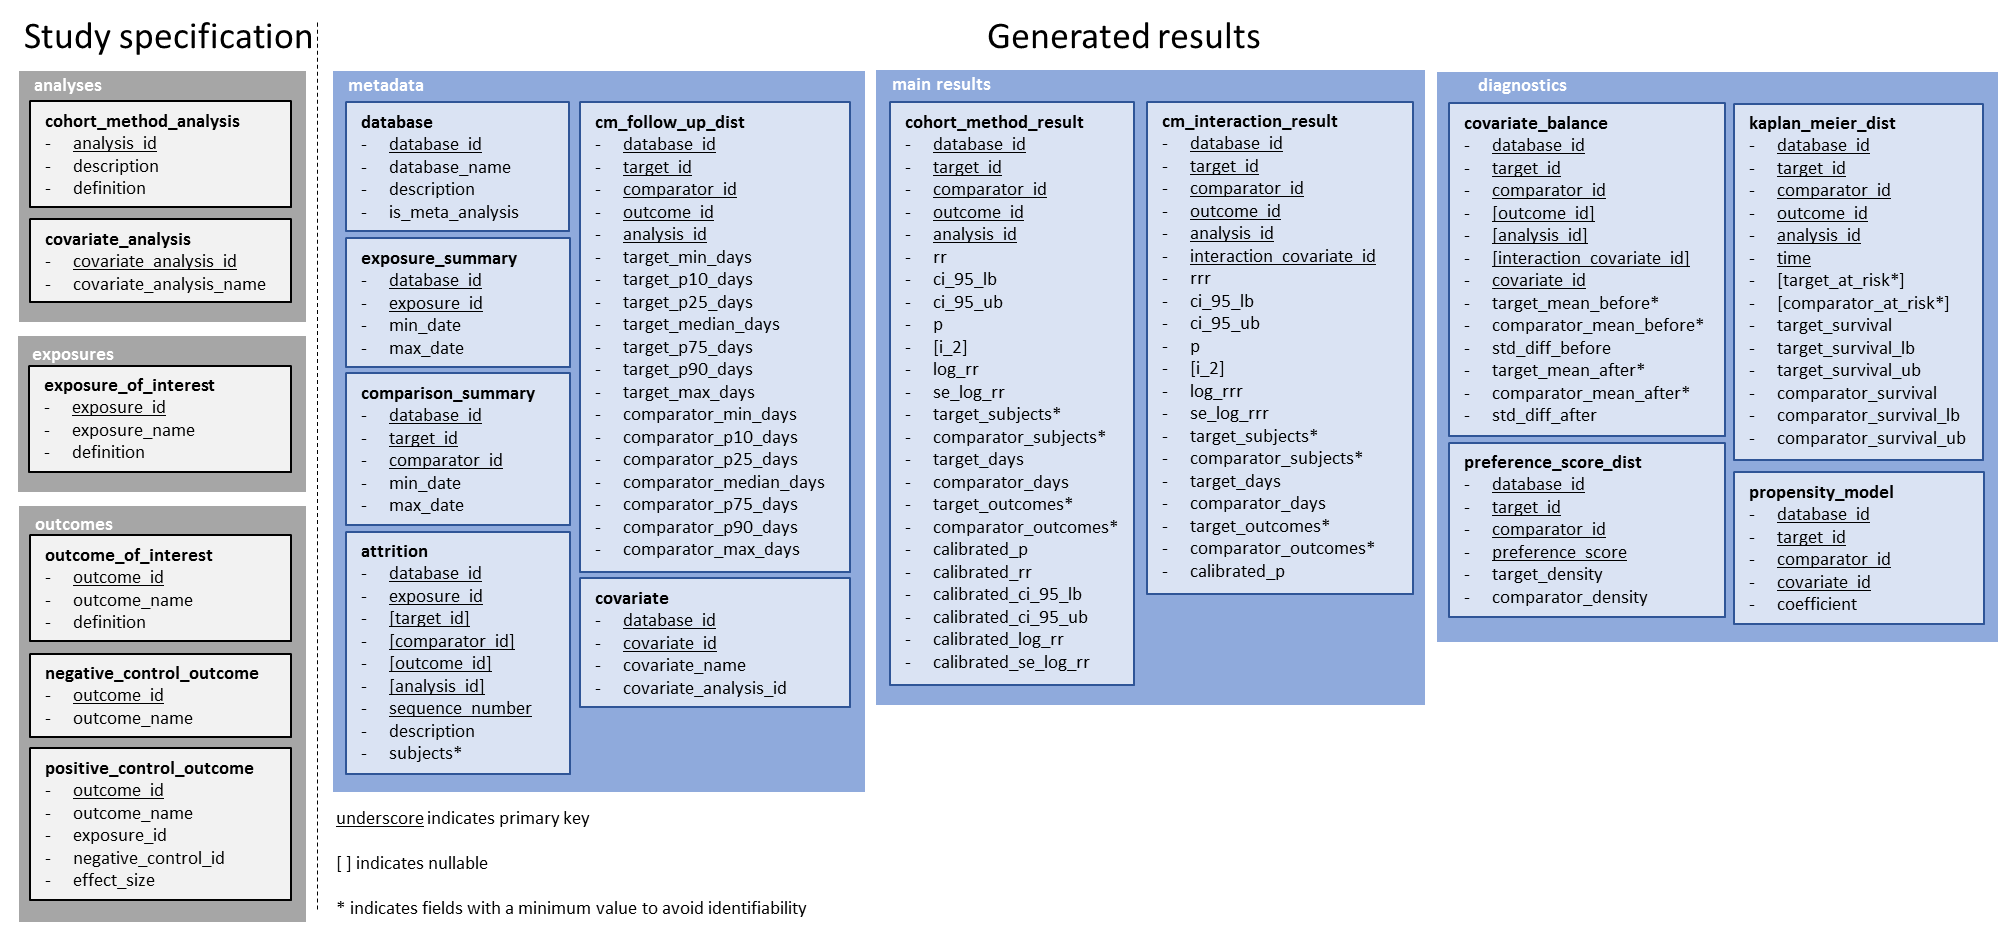 Study specification
analyses
cohort_method_analysis
- analysis_id
- description
- definition
covariate_analysis
- covariate_analysis_id
- covariate_analysis_name
exposures
exposure_of_interest
- exposure_id
- exposure_name
- definition
outcomes
outcome_of_interest
- outcome_id
- outcome_name
- definition
negative_control_outcome
- outcome_id
- outcome_name
positive_control_outcome
- outcome_id
- outcome_name
- exposure_id
- negative_control_id
- effect_size
Generated results
metadata
database
- database_id
- database_name
- description
- is_meta_analysis
exposure_summary
- database_id
- exposure_id
- min_date
- max_date
comparison_summary
- database_id
- target_id
- comparator_id
- min_date
- max_date
attrition
- database_id
- exposure_id
- [target_id]
- [comparator_id]
- [outcome_id]
- [analysis_id]
- sequence_number
- description
- subjects*
cm_follow_up_dist
- database_id
- target_id
- comparator_id
- outcome_id
- analysis_id
- target_min_days
- target_p10_days
- target_p25_days
- target_median_days
- target_p75_days
- target_p90_days
- target_max_days
- comparator_min_days
- comparator_p10_days
- comparator_p25_days
- comparator_median_days
- comparator_p75_days
- comparator_p90_days
- comparator_max_days
covariate
- database_id
- covariate_id
- covariate_name
- covariate_analysis_id
main results
cohort_method_result
- database_id
- target_id
- comparator_id
- outcome_id
- analysis_id
- rr
- ci_95_lb
- ci_95_ub
- p
- [i_2]
- log_rr
- se_log_rr
- target_subjects*
- comparator_subjects*
- target_days
- comparator_days
- target_outcomes*
- comparator_outcomes*
- calibrated_p
- calibrated_rr
- calibrated_ci_95_lb
- calibrated_ci_95_ub
- calibrated_log_rr
- calibrated_se_log_rr
cm_interaction_result
- database_id
- target_id
- comparator_id
- outcome_id
- analysis_id
- interaction_covariate_id
- rrr
- ci_95_lb
- ci_95_ub
- p
- [i_2]
- log_rrr
- se_log_rrr
- target_subjects*
- comparator_subjects*
- target_days
- comparator_days
- target_outcomes*
- comparator_outcomes*
- calibrated_p
diagnostics
covariate_balance
- database_id
- target_id
- comparator_id
- [outcome_id]
- [analysis_id]
- [interaction_covariate_id]
- covariate_id
- target_mean_before*
- comparator_mean_before*
- std_diff_before
- target_mean_after*
- comparator_mean_after*
- std_diff_after
preference_score_dist
- database_id
- target_id
- comparator_id
- preference_score
- target_density
- comparator_density
kaplan_meier_dist
- database_id
- target_id
- comparator_id
- outcome_id
- analysis_id
- time
- [target_at_risk*]
- [comparator_at_risk*]
- target_survival
- target_survival_lb
- target_survival_ub
- comparator_survival
- comparator_survival_lb
- comparator_survival_ub
propensity_model
- database_id
- target_id
- comparator_id
- covariate_id
- coefficient
underscore indicates primary key
[ ] indicates nullable
* indicates fields with a minimum value to avoid identifiability